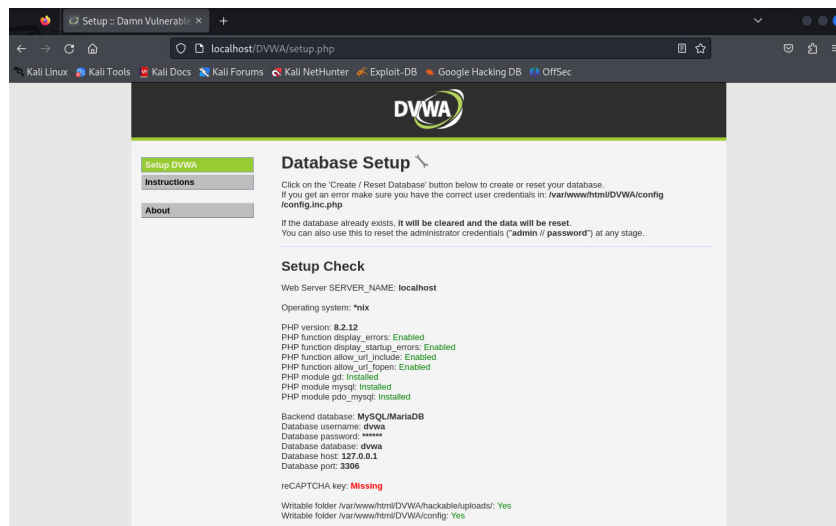 Setup :: Damn Vulnerable
localhost/DVWA/setup.php
Kali Linux Kali Tools Kali Docs Kali Forums Kali NetHunter Exploit-DB Google Hacking DB OffSec
DVWA
Setup DVWA
Instructions
About
Database Setup
Click on the 'Create / Reset Database' button below to create or reset your database.
If you get an error make sure you have the correct user credentials in: /var/www/html/DVWA/config
/config.inc.php
If the database already exists, it will be cleared and the data will be reset.
You can also use this to reset the administrator credentials ("admin // password") at any stage.
Setup Check
Web Server SERVER_NAME: localhost
Operating system: *nix
PHP version: 8.2.12
PHP function display_errors: Enabled
PHP function display_startup_errors: Enabled
PHP function allow_url_include: Enabled
PHP function allow_url_fopen: Enabled
PHP module gd: Installed
PHP module mysql: Installed
PHP module pdo_mysql: Installed
Backend database: MySQL/MariaDB
Database username: dvwa
Database password: ******
Database database: dvwa
Database host: 127.0.0.1
Database port: 3306
reCAPTCHA key: Missing
Writable folder /var/www/html/DVWA/hackable/uploads/: Yes
Writable folder /var/www/html/DVWA/config: Yes